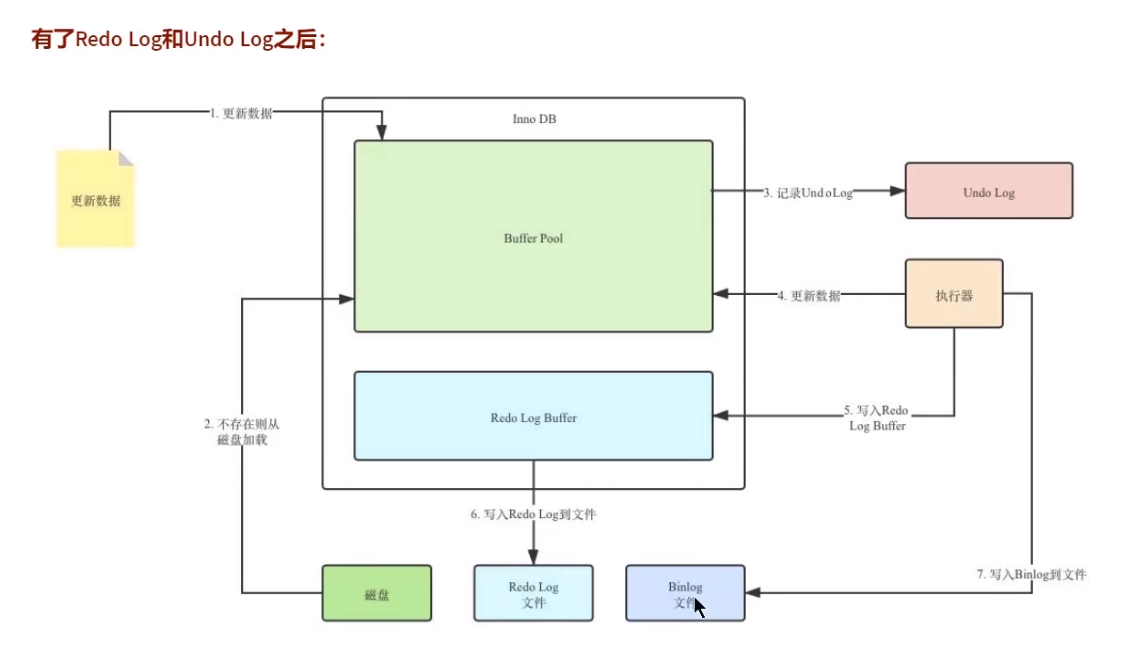 有了Redo Log和Undo Log之后：
1. 更新数据
Inno DB
更新数据
Buffer Pool
3. 记录UndoLog
Undo Log
4. 更新数据
执行器
2. 不存在则从
磁盘加载
Redo Log Buffer
5. 写入Redo
Log Buffer
6. 写入Redo Log到文件
7. 写入Binlog到文件
磁盘
Redo Log
文件
Binlog
文件